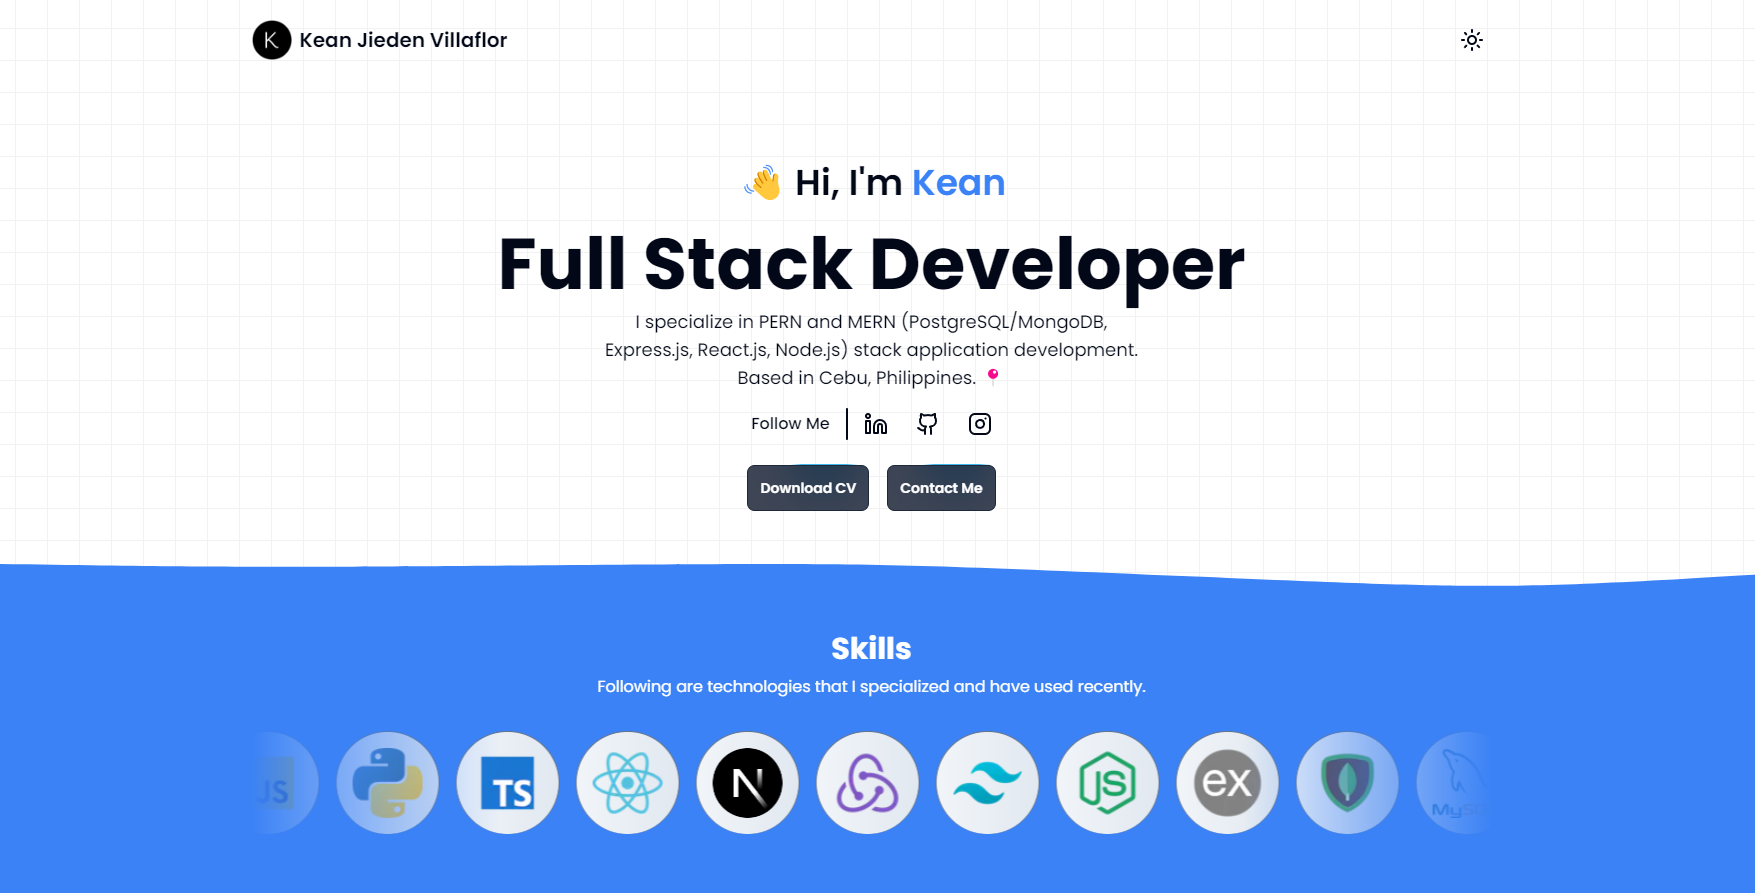 K
Kean Jieden Villaflor
Hi, I'm Kean
Full Stack Developer
I specialize in PERN and MERN (PostgreSQL/MongoDB,
Express.js, React.js, Node.js) stack application development.
Based in Cebu, Philippines.
Follow Me
Download CV
Contact Me
Skills
Following are technologies that I specialized and have used recently.
JS
TS
N
JS
ex